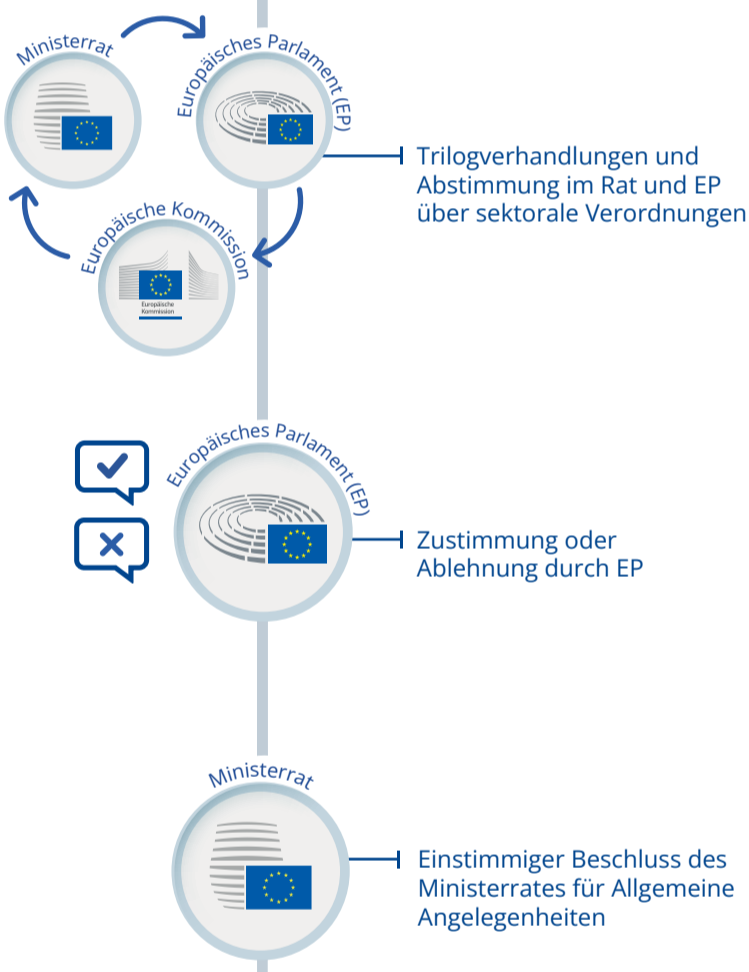 Ministerrat
Europäisches Parlament (EP)
Trilogverhandlungen und
Abstimmung im Rat und EP
über sektorale Verordnungen
Europäische Kommission
Europäische
Kommission
Europäisches Parlament (EP)
Zustimmung oder
Ablehnung durch EP
Ministerrat
Einstimmiger Beschluss des
Ministerrates für Allgemeine
Angelegenheiten